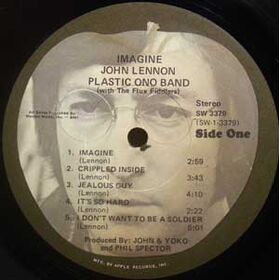 IMAGINE
JOHN LENNON
PLASTIC ONO BAND
(with The Flux Fiddlers)
Stereo
SW 3379
(SW-1-3379)
Side One
1. IMAGINE
(Lennon) 2:59
2. CRIPPLED INSIDE
(Lennon) 3:43
3. JEALOUS GUY
(Lennon) 4:10
4. IT'S SO HARD
(Lennon) 2:22
5. I DON'T WANT TO BE A SOLDIER
(Lennon) 6:01
Produced By: JOHN & YOKO
and PHIL SPECTOR
MFG. BY APPLE RECORDS, INC.